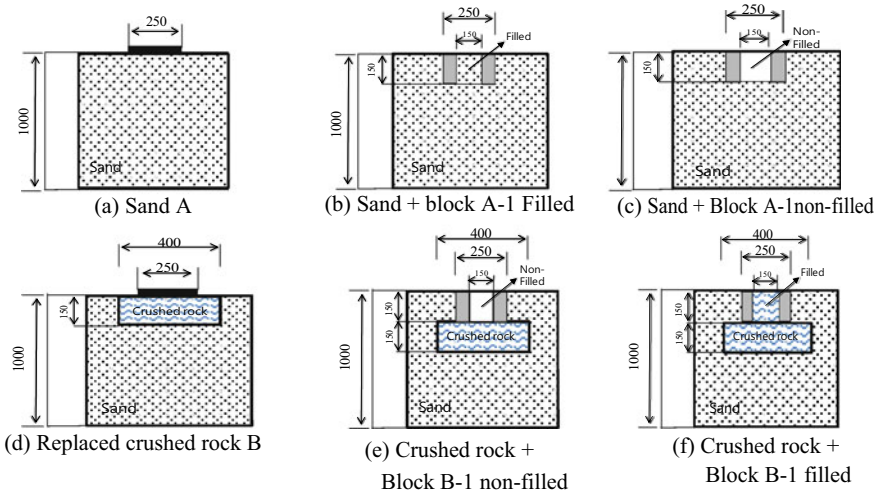 250
1000
Sand
(a) Sand A
250
150
Filled
150
1000
Sand
(b) Sand + block A-1 Filled
250
150
Non-
Filled
150
1000
Sand
(c) Sand + Block A-1non-filled
400
250
150
Crushed rock
1000
Sand
(d) Replaced crushed rock B
400
250
150
Non-
Filled
150
150
Crushed rock
1000
Sand
(e) Crushed rock +
Block B-1 non-filled
400
250
150
Filled
150
150
Crushed rock
1000
Sand
(f) Crushed rock +
Block B-1 filled